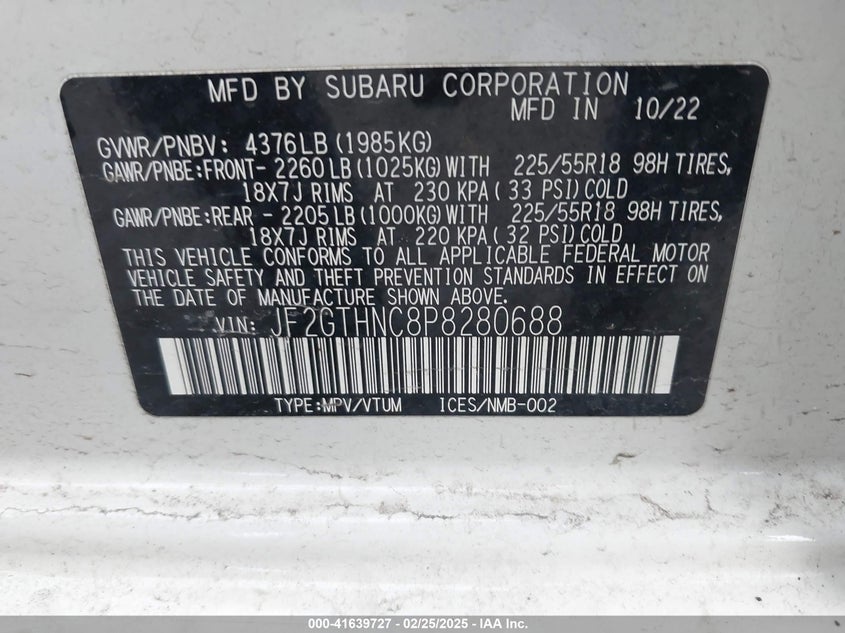 MFD BY SUBARU CORPORATION
MFD IN 10/22
GVWR/PNBV: 4376LB (1985KG)
GAWR/PNBE:FRONT- 2260 LB (1025KG) WITH 225/55R18 98H TIRES,
18X7J RIMS AT 230 KPA ( 33 PSI) COLD
GAWR/PNBE:REAR - 2205 LB (1000KG) WITH 225/55R18 98H TIRES,
18X7J RIMS AT 220 KPA ( 32 PSI) COLD
THIS VEHICLE CONFORMS TO ALL APPLICABLE FEDERAL MOTOR
VEHICLE SAFETY AND THEFT PREVENTION STANDARDS IN EFFECT ON
THE DATE OF MANUFACTURE SHOWN ABOVE.
VIN: JF2GTHNC8P8280688
TYPE:MPV/VTUM ICES/NMB-002
000-41639727 - 02/25/2025 - IAA Inc.